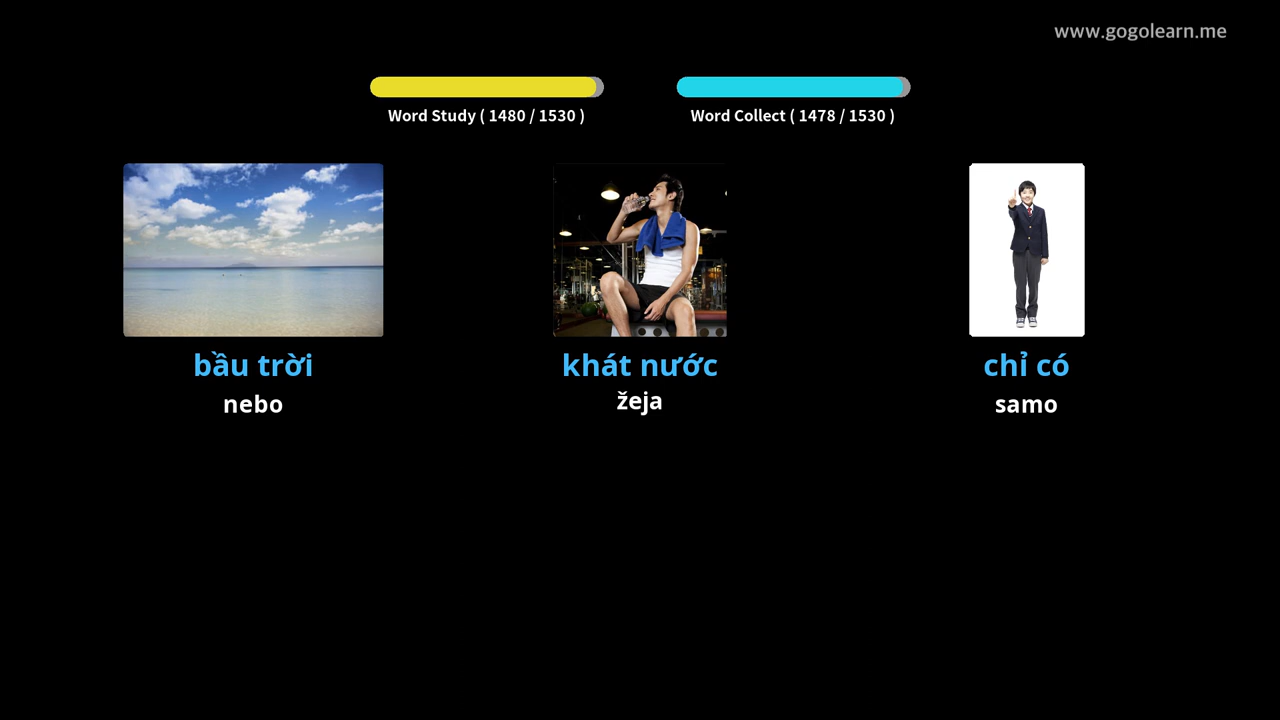 www.gogolearn.me
Word Study ( 1480 / 1530 )
Word Collect ( 1478 / 1530 )
bầu trời
nebo
khát nước
žeja
chỉ có
samo